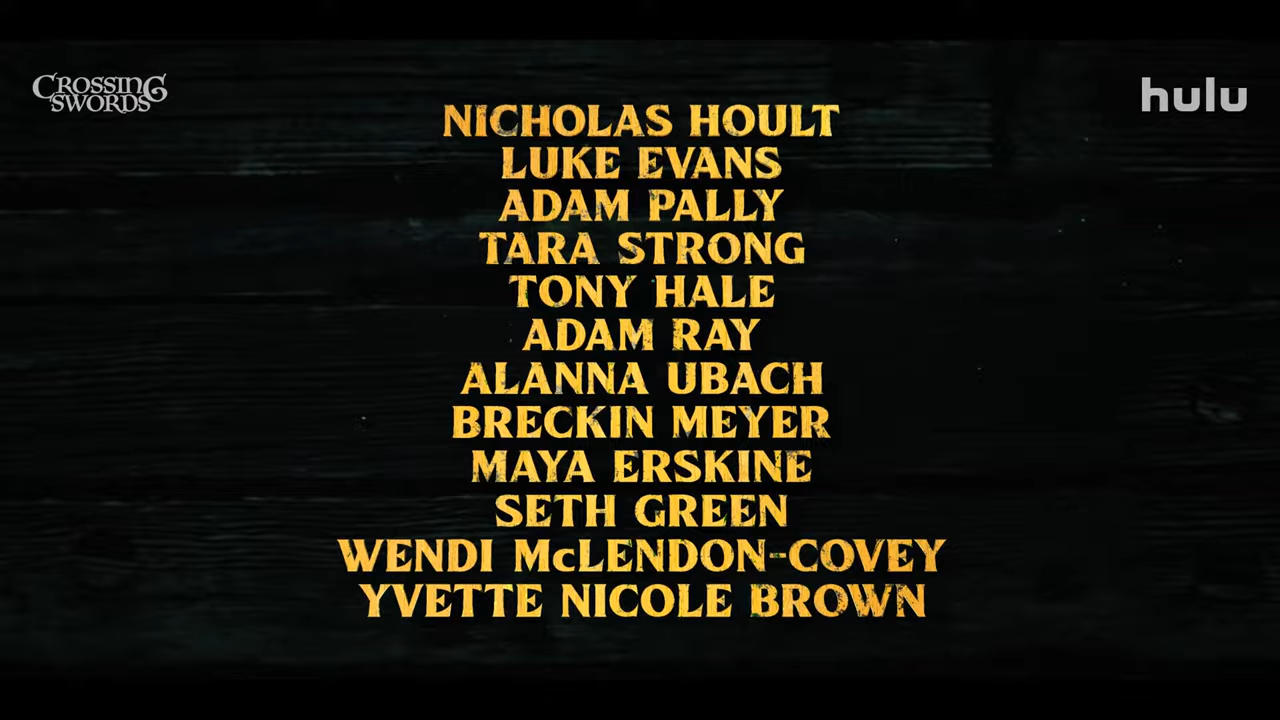 CROSSING
SWORDS
hulu
NICHOLAS HOULT
LUKE EVANS
ADAM PALLY
TARA STRONG
TONY HALE
ADAM RAY
ALANNA UBACH
BRECKIN MEYER
MAYA ERSKINE
SETH GREEN
WENDI McLENDON-COVEY
YVETTE NICOLE BROWN